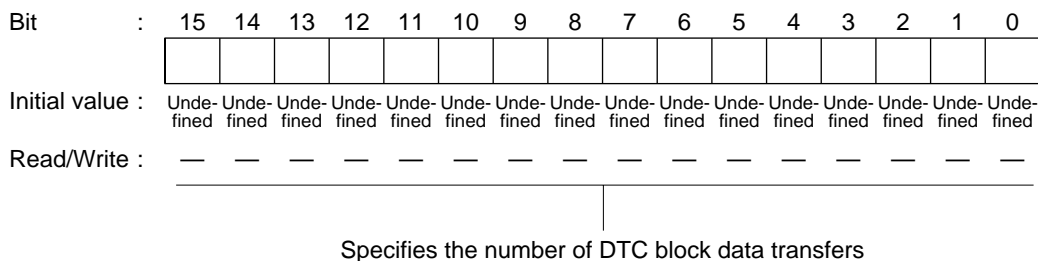 Bit : 15 14 13 12 11 10 9 8 7 6 5 4 3 2 1 0
Initial value : Unde- Unde- Unde- Unde- Unde- Unde- Unde- Unde- Unde- Unde- Unde- Unde- Unde- Unde- Unde- Unde-
fined fined fined fined fined fined fined fined fined fined fined fined fined fined fined fined
Read/Write : — — — — — — — — — — — — — — — —
Specifies the number of DTC block data transfers